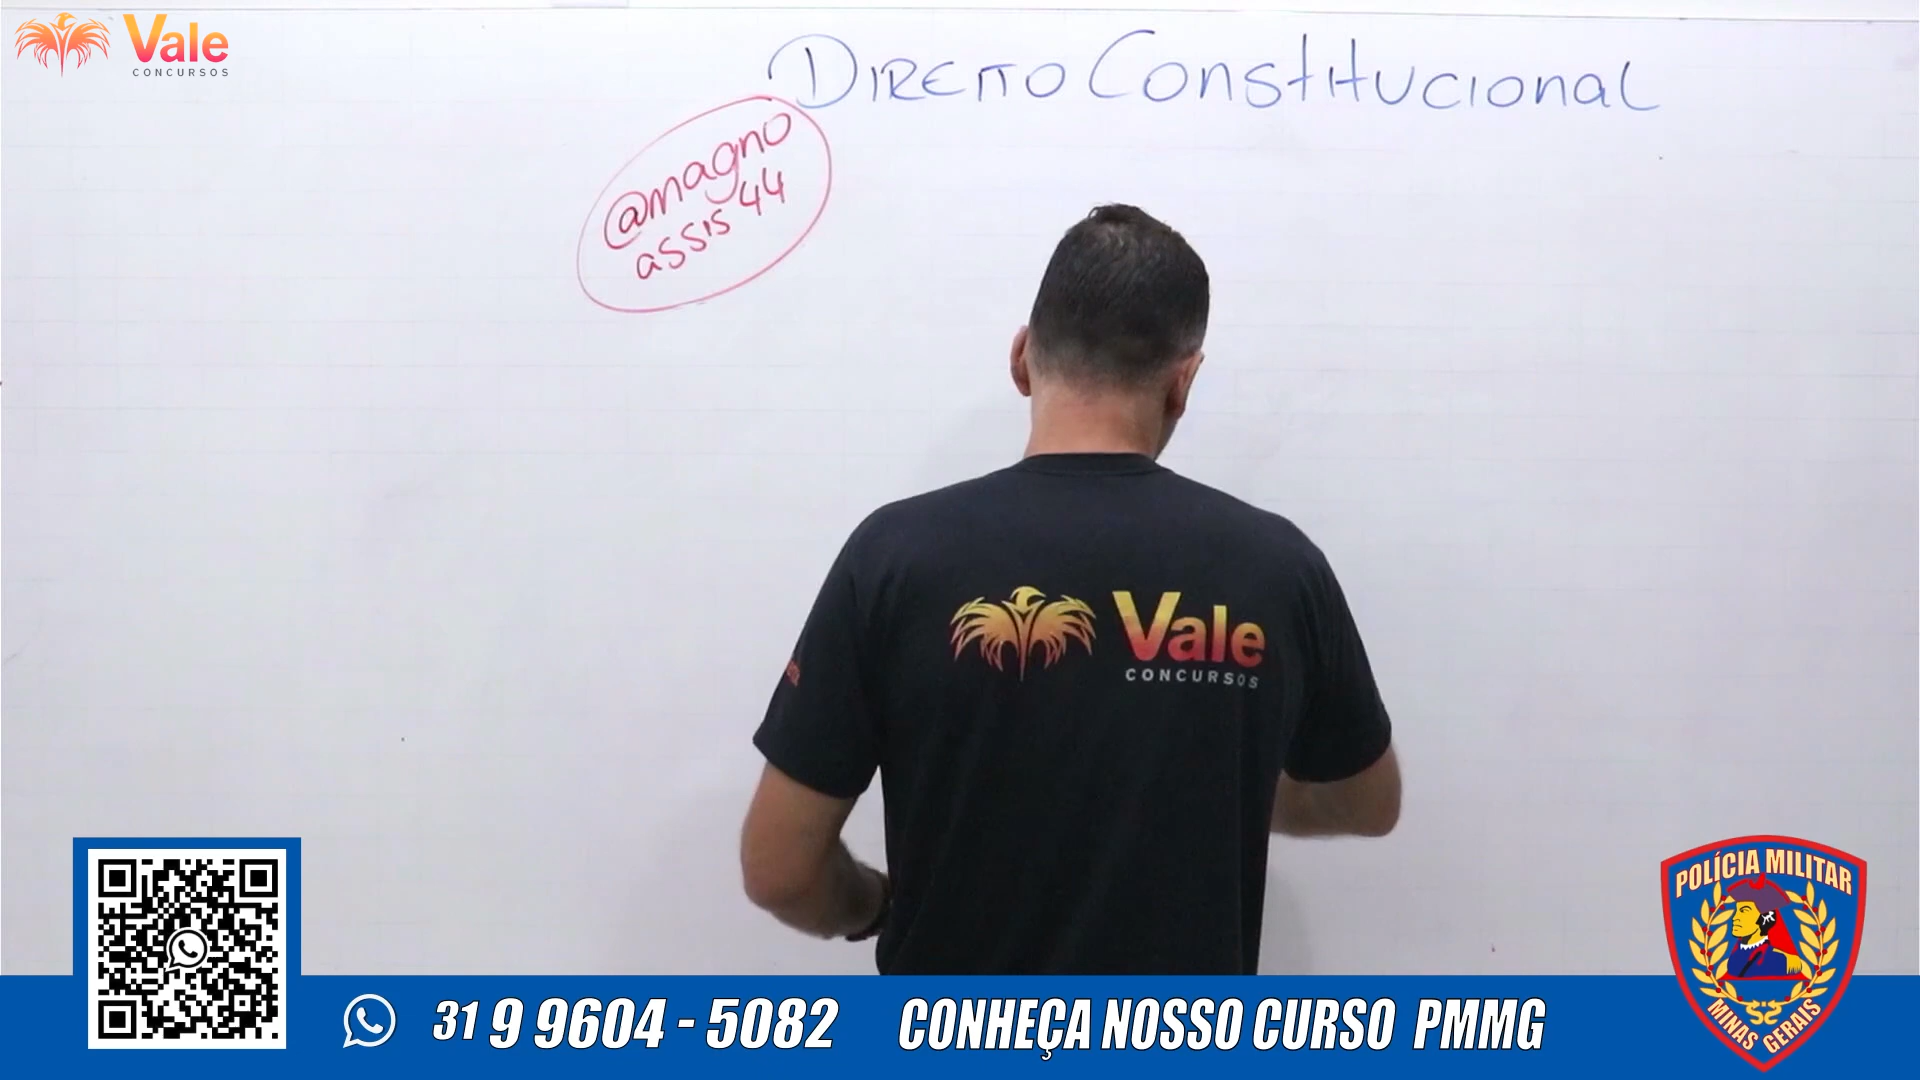 Vale
CONCURSOS
Direito Constitucional
@magno
assis 44
Vale
CONCURSOS
31 9 9604 - 5082
CONHEÇA NOSSO CURSO PMMG
POLÍCIA MILITAR
MINAS GERAIS